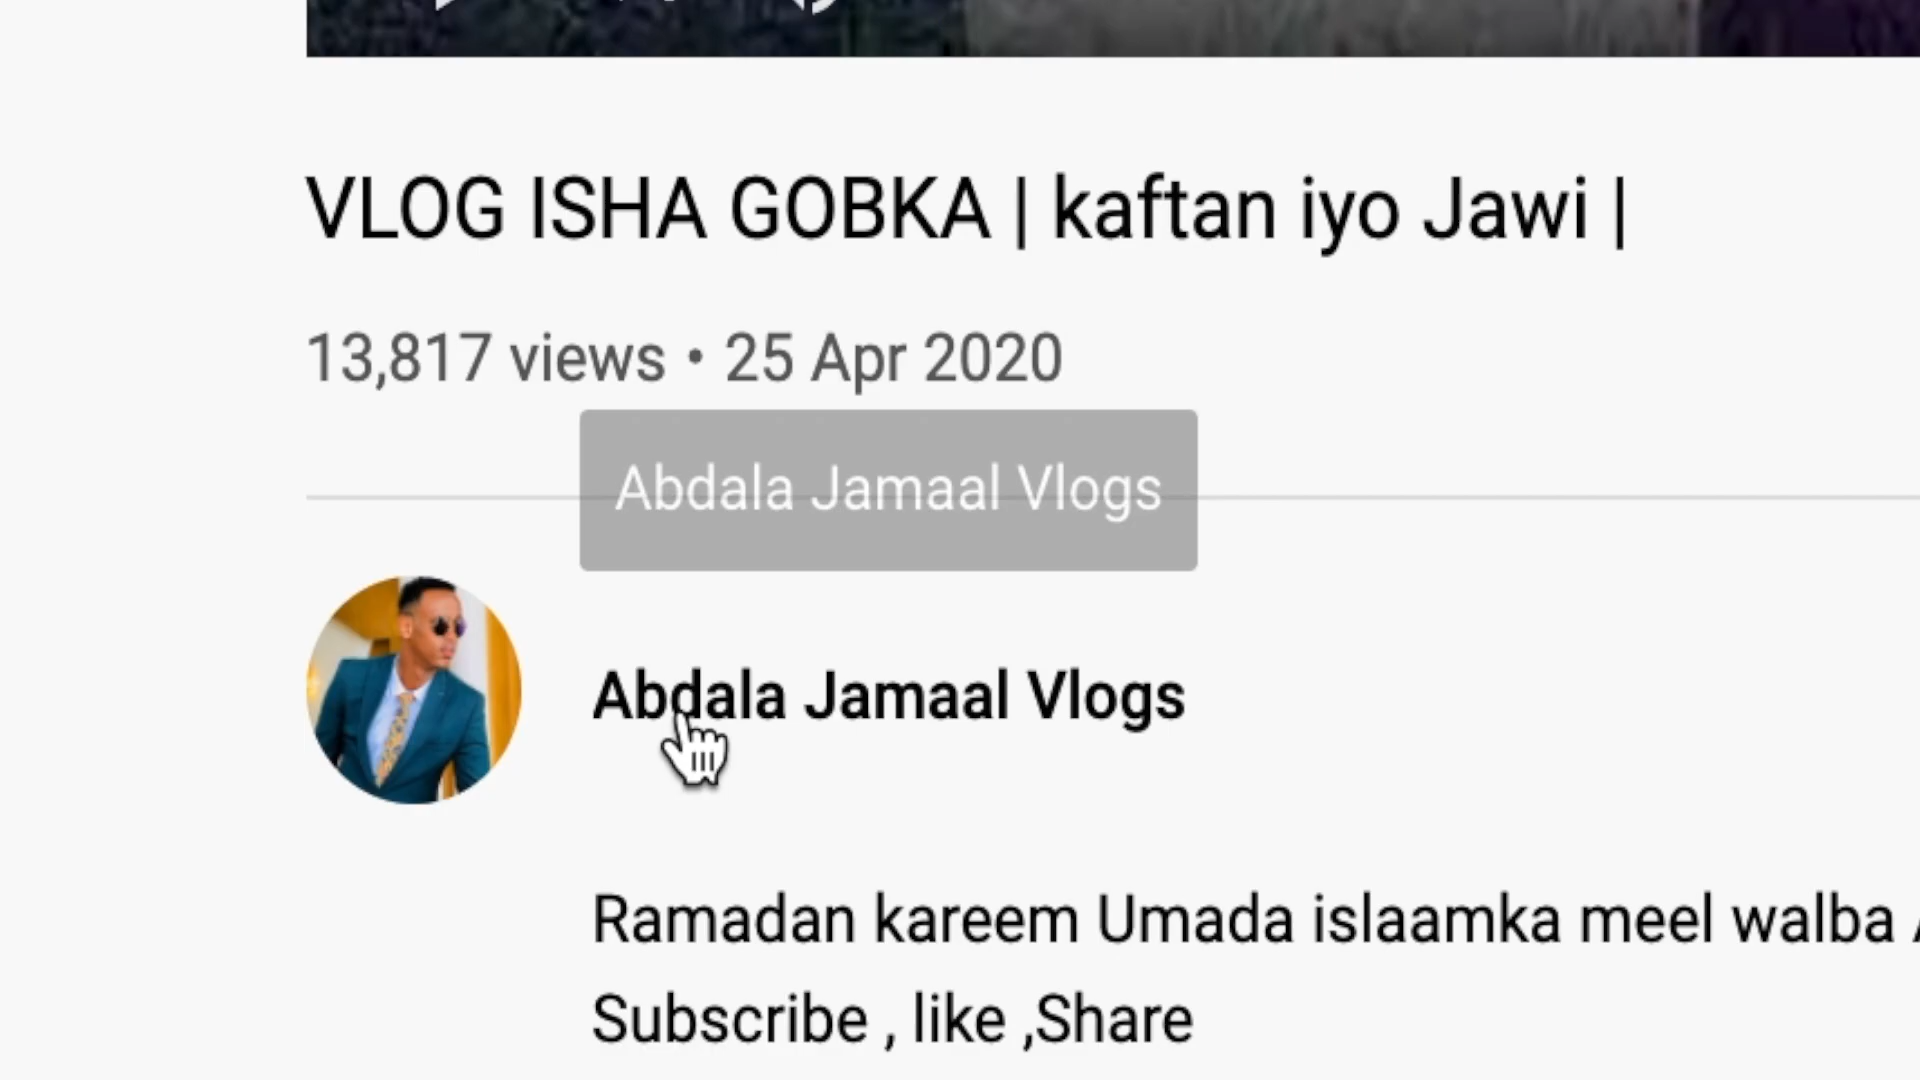 VLOG ISHA GOBKA | kaftan iyo Jawi |
13,817 views • 25 Apr 2020
Abdala Jamaal Vlogs
Abdala Jamaal Vlogs
Ramadan kareem Umada islaamka meel walba
Subscribe , like ,Share